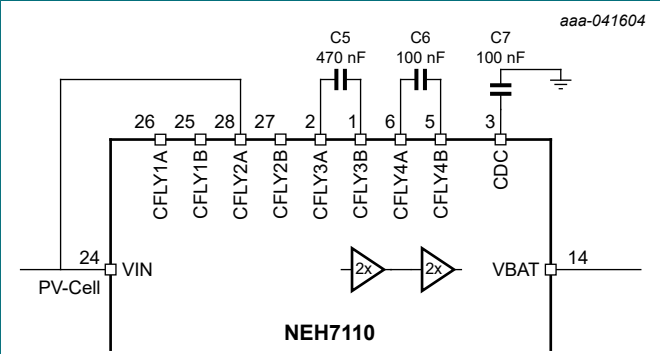 aaa-041604
C5
470 nF
C6
100 nF
C7
100 nF
26
25
28
27
2
1
6
5
3
CFLY1A
CFLY1B
CFLY2A
CFLY2B
CFLY3A
CFLY3B
CFLY4A
CFLY4B
CDC
24
VIN
PV-Cell
2x
2x
VBAT
14
NEH7110